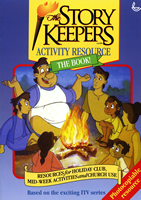 The
STORY
KEEPERS
ACTIVITY RESOURCE
THE BOOK!
RESOURCES for HOLIDAY CLUB,
MID-WEEK ACTIVITIES and CHURCH USE
Photocopiable
resource
Based on the exciting ITV series